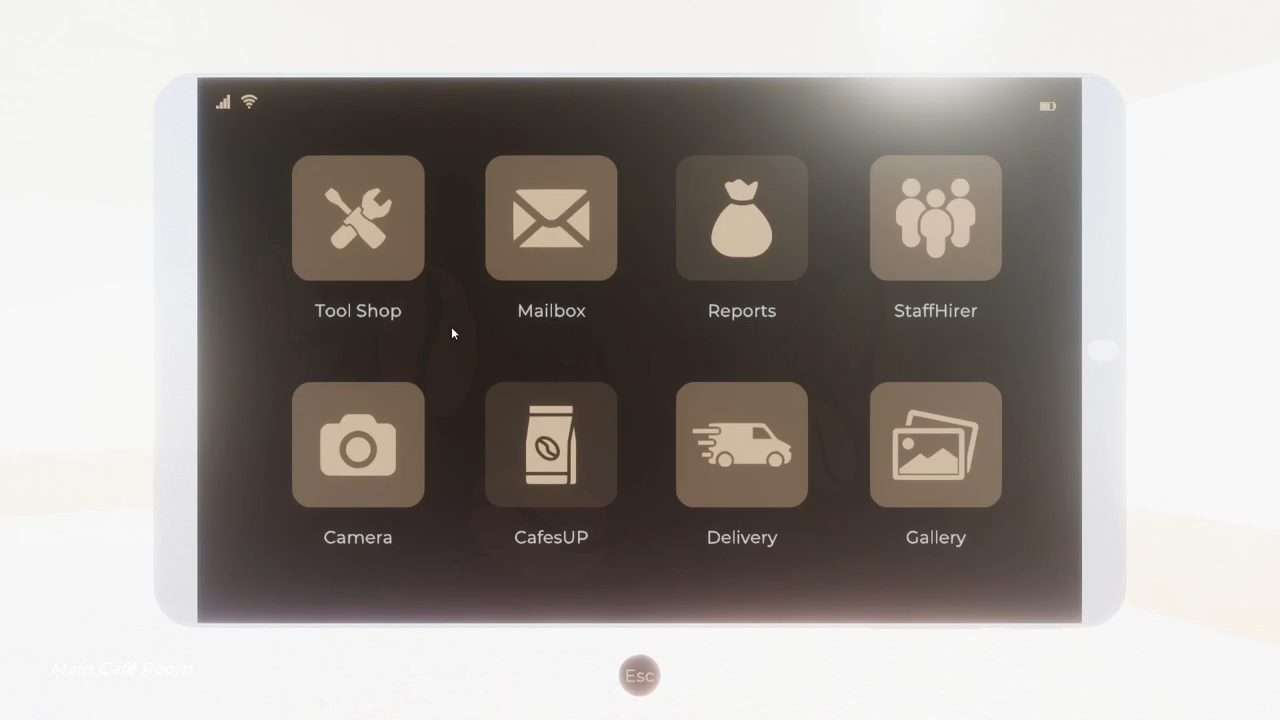 Tool Shop
Mailbox
Reports
StaffHirer
Camera
CafesUP
Delivery
Gallery
Main Café Room
Esc